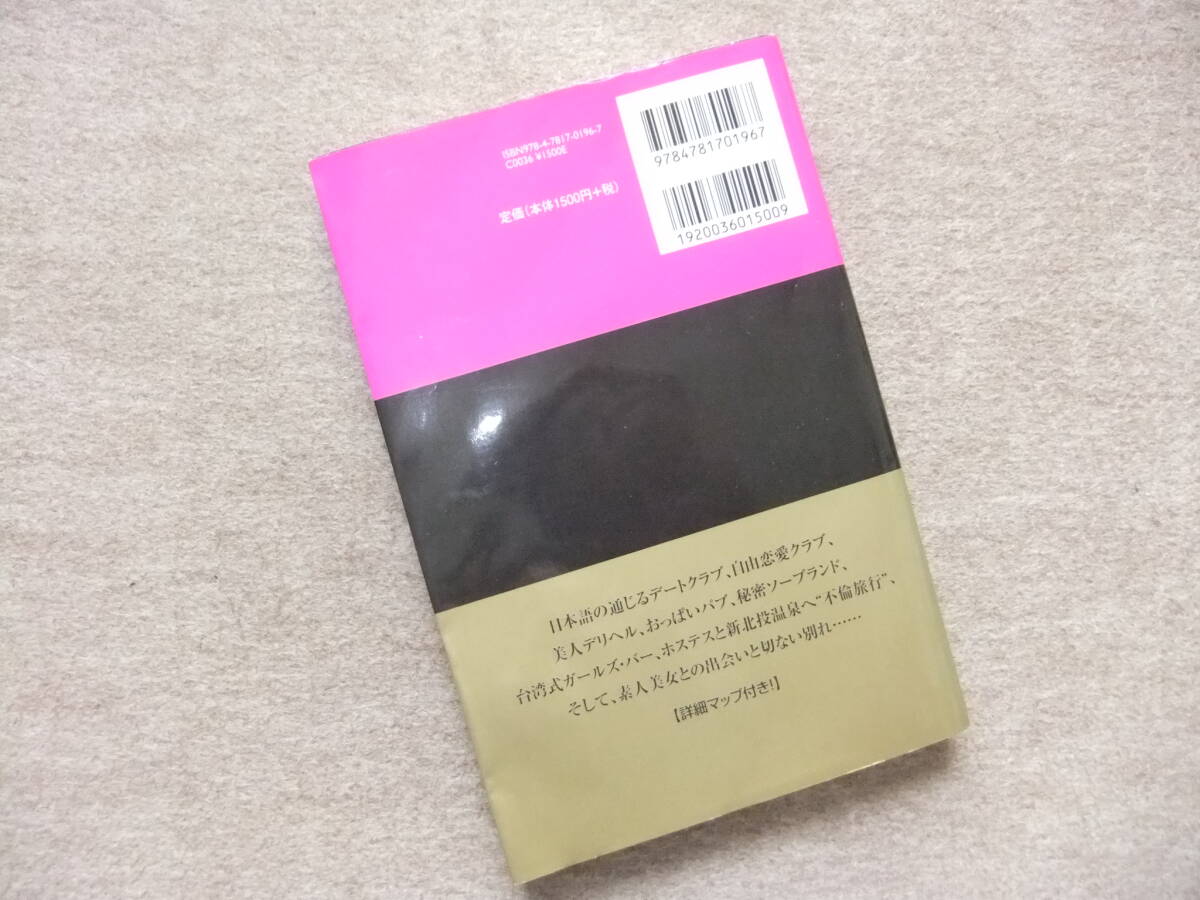 ISBN978-4-7817-0196-7
C0036 ¥1500E
定価(本体1500円+税)
9784781701967
1920036015009
日本語の通じるデートクラブ、自由恋愛クラブ、
美人デリヘル、おっぱいパブ、秘密ソープランド、
台湾式ガールズ・バー、ホステスと新北投温泉へ“不倫旅行”、
そして、素人美女との出会いと切ない別れ……
【詳細マップ付き!】